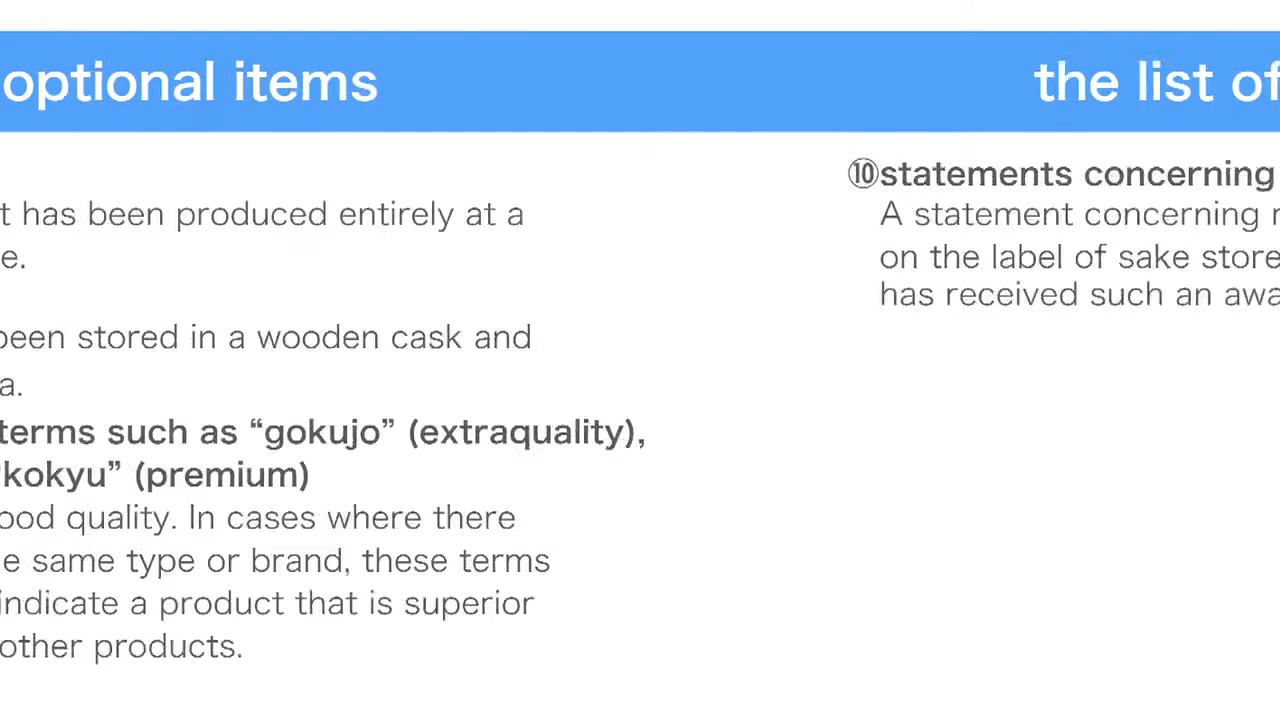 optional items
t has been produced entirely at a
e.
been stored in a wooden cask and
a.
terms such as “gokujo” (extraquality),
“kokyu” (premium)
ood quality. In cases where there
e same type or brand, these terms
indicate a product that is superior
other products.
the list of
⑩statements concerning
A statement concerning
on the label of sake store
has received such an awa